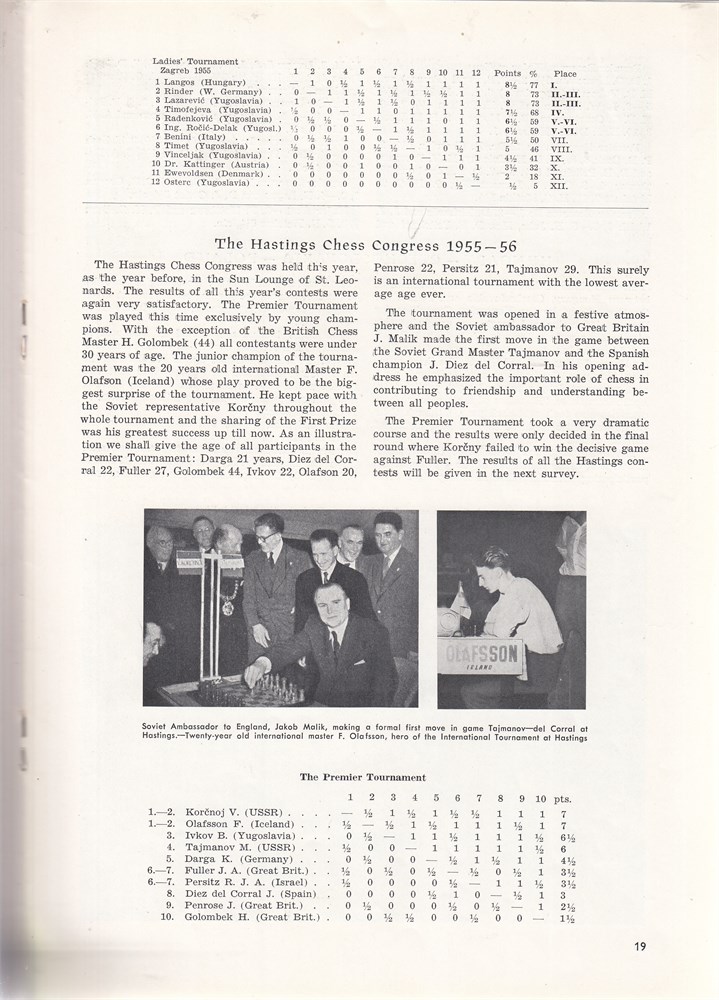 Ladies' Tournament
Zagreb 1955 1 2 3 4 5 6 7 8 9 10 11 12 Points % Place
1 Langos (Hungary) . . . — 1 0 ½ 1 ½ 1 ½ 1 1 1 1 8½ 77 I.
2 Rinder (W. Germany) . . 0 — 1 1 ½ 1 ½ 1 ½ ½ 1 1 8 73 II.-III.
3 Lazarević (Yugoslavia) . . 1 0 — 1 ½ 1 ½ 0 1 1 1 1 8 73 II.-III.
4 Timofejeva (Yugoslavia) . ½ 0 0 — 1 1 0 1 1 1 1 1 7½ 68 IV.
5 Radenković (Yugoslavia) . 0 ½ ½ 0 — ½ 1 1 1 0 1 1 6½ 59 V.-VI.
6 Ing. Ročić-Delak (Yugosl.) ½ 0 0 0 ½ — 1 ½ 1 1 1 1 6½ 59 V.-VI.
7 Benini (Italy) . . . . . 0 ½ ½ 1 0 0 — ½ 0 1 1 1 5½ 50 VII.
8 Timet (Yugoslavia) . . . ½ 0 1 0 0 ½ ½ — 1 0 ½ 1 5 46 VIII.
9 Vinceljak (Yugoslavia) . . 0 ½ 0 0 0 0 1 0 — 1 1 1 4½ 41 IX.
10 Dr. Kattinger (Austria) . . 0 ½ 0 0 1 0 0 1 0 — 0 1 3½ 32 X.
11 Ewevoldsen (Denmark) . . 0 0 0 0 0 0 0 ½ 0 1 — ½ 2 18 XI.
12 Osterc (Yugoslavia) . . . 0 0 0 0 0 0 0 0 0 0 ½ — ½ 5 XII.
The Hastings Chess Congress 1955—56
The Hastings Chess Congress was held this year,
as the year before, in the Sun Lounge of St. Leo-
nards. The results of all this year's contests were
again very satisfactory. The Premier Tournament
was played this time exclusively by young cham-
pions. With the exception of the British Chess
Master H. Golombek (44) all contestants were under
30 years of age. The junior champion of the tourna-
ment was the 20 years old international Master F.
Olafson (Iceland) whose play proved to be the big-
gest surprise of the tournament. He kept pace with
the Soviet representative Korčny throughout the
whole tournament and the sharing of the First Prize
was his greatest success up till now. As an illustra-
tion we shall give the age of all participants in the
Premier Tournament: Darga 21 years, Diez del Cor-
ral 22, Fuller 27, Golombek 44, Ivkov 22, Olafson 20,
Penrose 22, Persitz 21, Tajmanov 29. This surely
is an international tournament with the lowest aver-
age age ever.
The tournament was opened in a festive atmos-
phere and the Soviet ambassador to Great Britain
J. Malik made the first move in the game between
the Soviet Grand Master Tajmanov and the Spanish
champion J. Diez del Corral. In his opening ad-
dress he emphasized the important role of chess in
contributing to friendship and understanding be-
tween all peoples.
The Premier Tournament took a very dramatic
course and the results were only decided in the final
round where Korčny failed to win the decisive game
against Fuller. The results of all the Hastings con-
tests will be given in the next survey.
OLAFSSON
ICELAND
Soviet Ambassador to England, Jakob Malik, making a formal first move in game Tajmanov—del Corral at
Hastings.—Twenty-year old international master F. Olafsson, hero of the International Tournament at Hastings
The Premier Tournament
1 2 3 4 5 6 7 8 9 10 pts.
1.—2. Korčnoj V. (USSR) . . . . — ½ 1 ½ 1 ½ ½ 1 1 1 7
1.—2. Olafsson F. (Iceland) . . . ½ — ½ 1 ½ 1 1 1 ½ 1 7
3. Ivkov B. (Yugoslavia) . . . 0 ½ — 1 1 ½ 1 1 1 ½ 6½
4. Tajmanov M. (USSR) . . . ½ 0 0 — 1 1 1 1 1 ½ 6
5. Darga K. (Germany) . . . 0 ½ 0 0 — ½ 1 ½ 1 1 4½
6.—7. Fuller J. A. (Great Brit.) . . ½ 0 ½ 0 ½ — ½ 0 ½ 1 3½
6.—7. Persitz R. J. A. (Israel) . . ½ 0 0 0 0 ½ — 1 1 ½ 3½
8. Diez del Corral J. (Spain) . 0 0 0 0 ½ 1 0 — ½ 1 3
9. Penrose J. (Great Brit.) . . 0 ½ 0 0 0 ½ 0 ½ — 1 2½
10. Golombek H. (Great Brit.) . 0 0 ½ ½ 0 0 ½ 0 0 — 1½
19